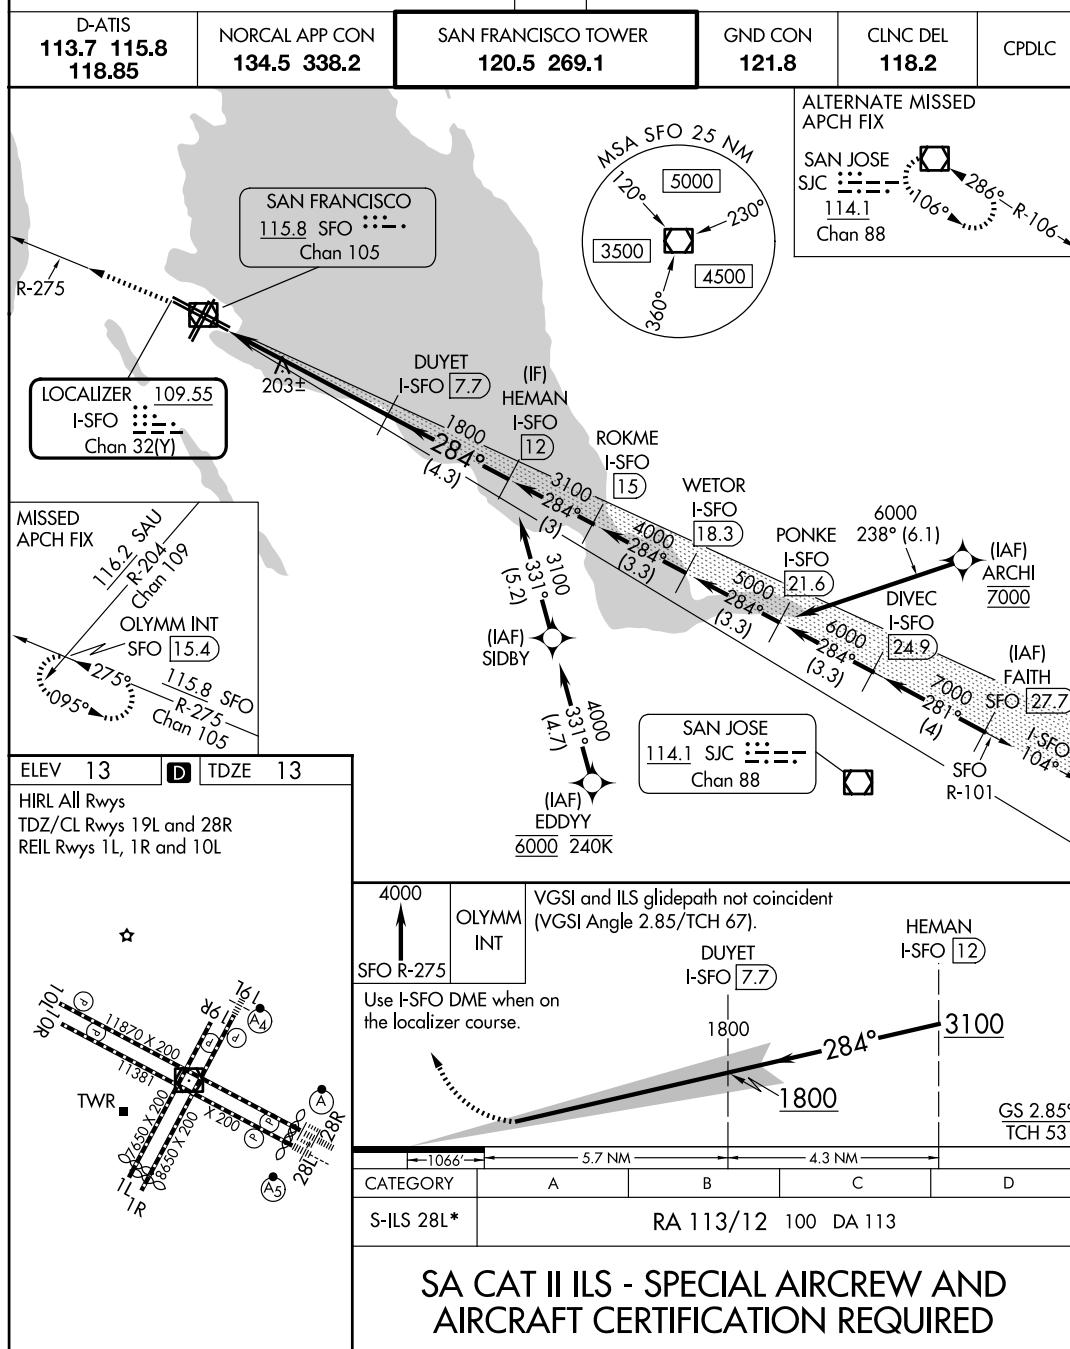 D-ATIS
113.7 115.8
118.85
NORCAL APP CON
134.5 338.2
SAN FRANCISCO TOWER
120.5 269.1
GND CON
121.8
CLNC DEL
118.2
CPDLC
ALTERNATE MISSED
APCH FIX
SAN JOSE
SJC
114.1
Chan 88
286°
R-106
106°
MSA SFO 25 NM
5000
120°
230°
3500
4500
360°
SAN FRANCISCO
115.8 SFO
Chan 105
R-275
LOCALIZER 109.55
I-SFO
Chan 32(Y)
203±
DUYET
I-SFO 7.7
(IF)
HEMAN
I-SFO
12
ROKME
I-SFO
15
WETOR
I-SFO
18.3
PONKE
I-SFO
21.6
6000
238° (6.1)
(IAF)
ARCHI
7000
DIVEC
I-SFO
24.9
(IAF)
FAITH
SFO 27.7
1800
284°
(4.3)
3100
284°
(3)
4000
284°
(3.3)
5000
284°
(3.3)
6000
284°
(3.3)
7000
281°
(4)
I-SFO
104°
SFO
R-101
3100
331°
(5.2)
(IAF)
SIDBY
4000
331°
(4.7)
(IAF)
EDDYY
6000 240K
SAN JOSE
114.1 SJC
Chan 88
MISSED
APCH FIX
116.2 SAU
R-204
Chan 109
OLYMM INT
SFO 15.4
275°
095°
115.8 SFO
R-275
Chan 105
ELEV 13
D
TDZE 13
HIRL All Rwys
TDZ/CL Rwys 19L and 28R
REIL Rwys 1L, 1R and 10L
10L
10R
19R
19L
P
P
P
P
P
P
A4
11870 X 200
11381
X 200
TWR
7650 X 200
8650 X 200
A
28R
28L
A5
1L
1R
4000
SFO R-275
OLYMM
INT
VGSI and ILS glidepath not coincident
(VGSI Angle 2.85/TCH 67).
Use I-SFO DME when on
the localizer course.
DUYET
I-SFO 7.7
HEMAN
I-SFO 12
1800
284°
3100
1800
GS 2.85°
TCH 53
1066'
5.7 NM
4.3 NM
CATEGORY A B C D
S-ILS 28L* RA 113/12 100 DA 113
SA CAT II ILS - SPECIAL AIRCREW AND
AIRCRAFT CERTIFICATION REQUIRED